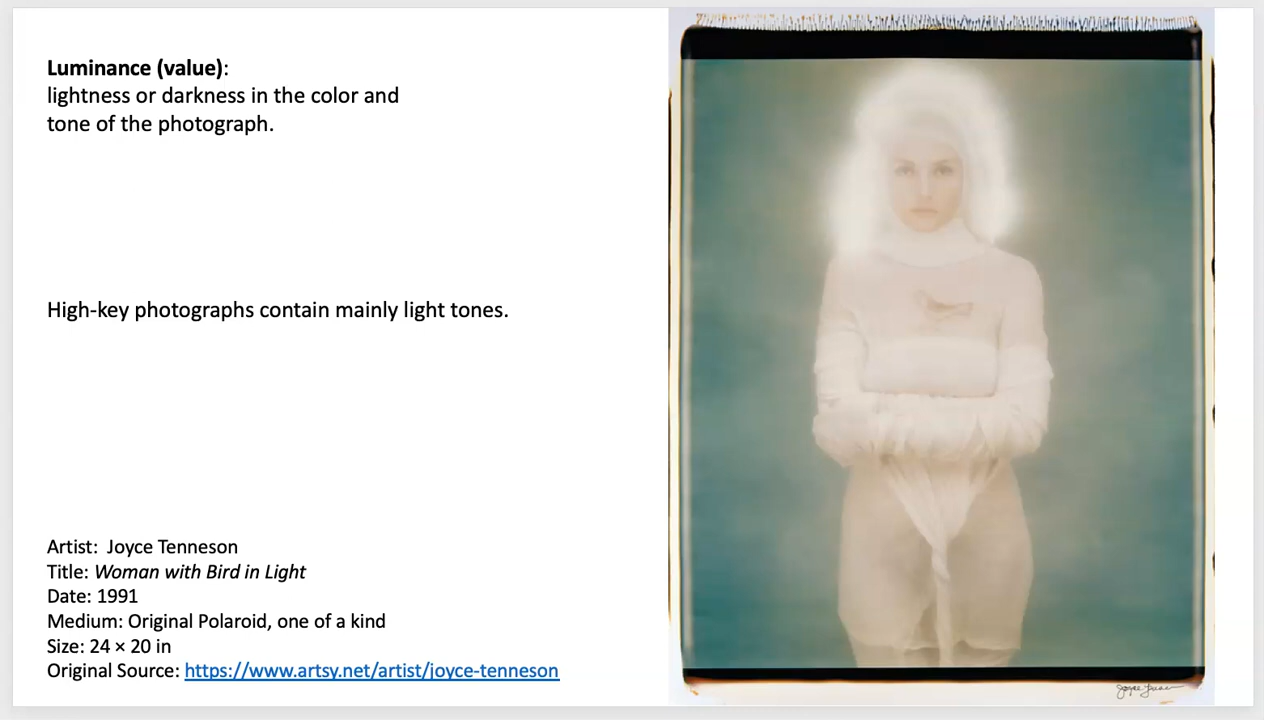 Luminance (value):
lightness or darkness in the color and
tone of the photograph.
High-key photographs contain mainly light tones.
Artist:  Joyce Tenneson
Title: Woman with Bird in Light
Date: 1991
Medium: Original Polaroid, one of a kind
Size: 24 × 20 in
Original Source: https://www.artsy.net/artist/joyce-tenneson